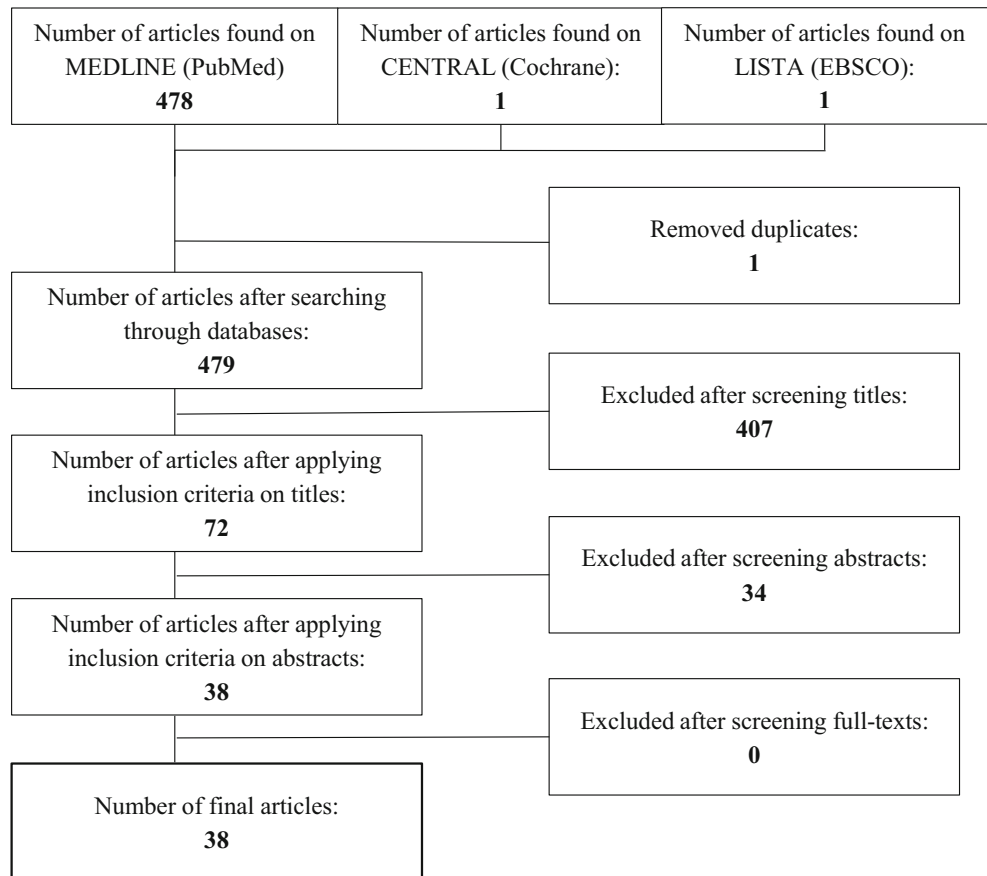 Number of articles found on
MEDLINE (PubMed)
478
Number of articles found on
CENTRAL (Cochrane):
1
Number of articles found on
LISTA (EBSCO):
1
Removed duplicates:
1
Number of articles after searching
through databases:
479
Excluded after screening titles:
407
Number of articles after applying
inclusion criteria on titles:
72
Excluded after screening abstracts:
34
Number of articles after applying
inclusion criteria on abstracts:
38
Excluded after screening full-texts:
0
Number of final articles:
38